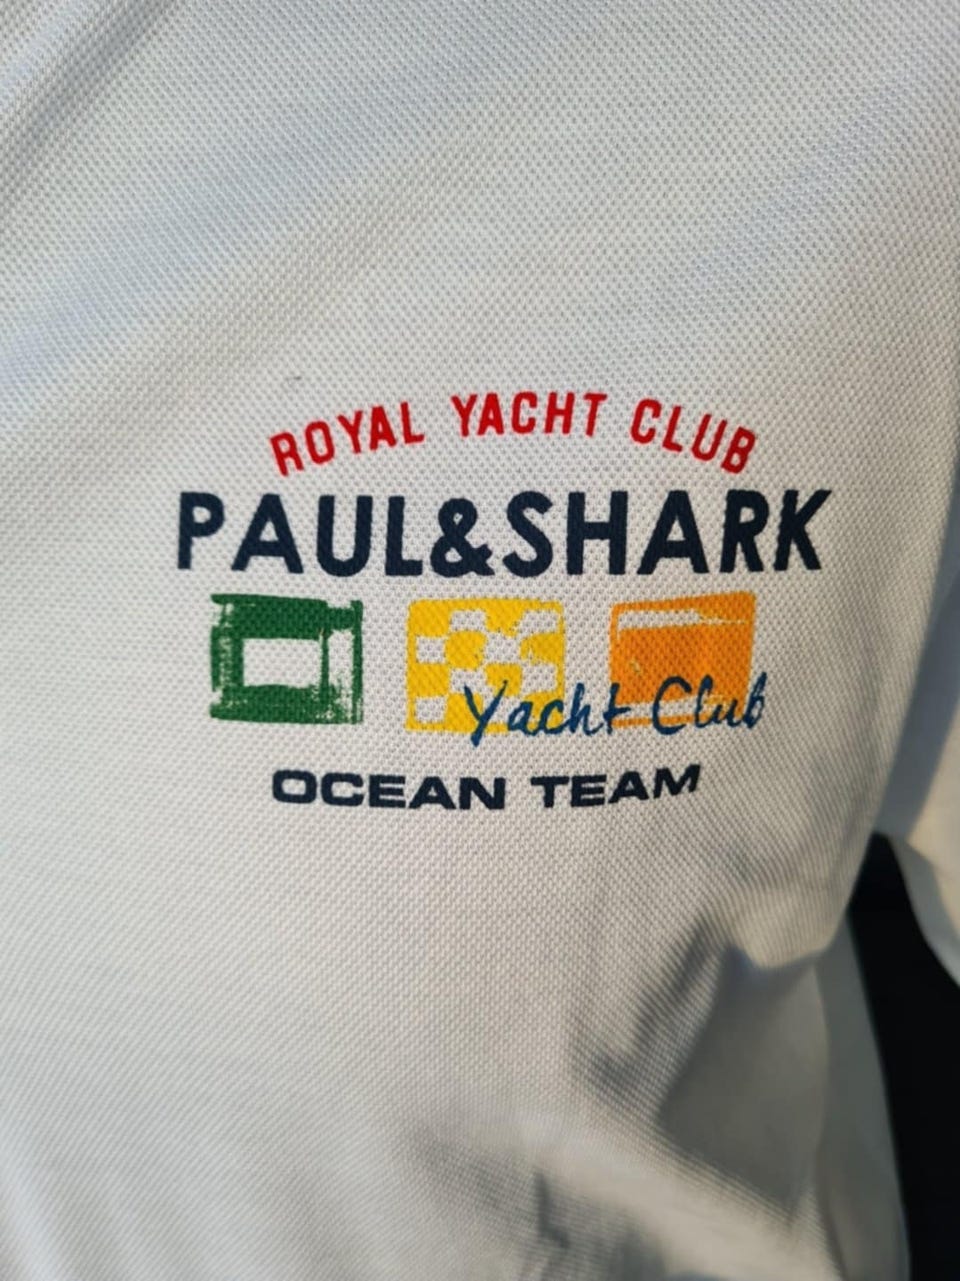 ROYAL YACHT CLUB
PAUL&SHARK
Yacht Club
OCEAN TEAM